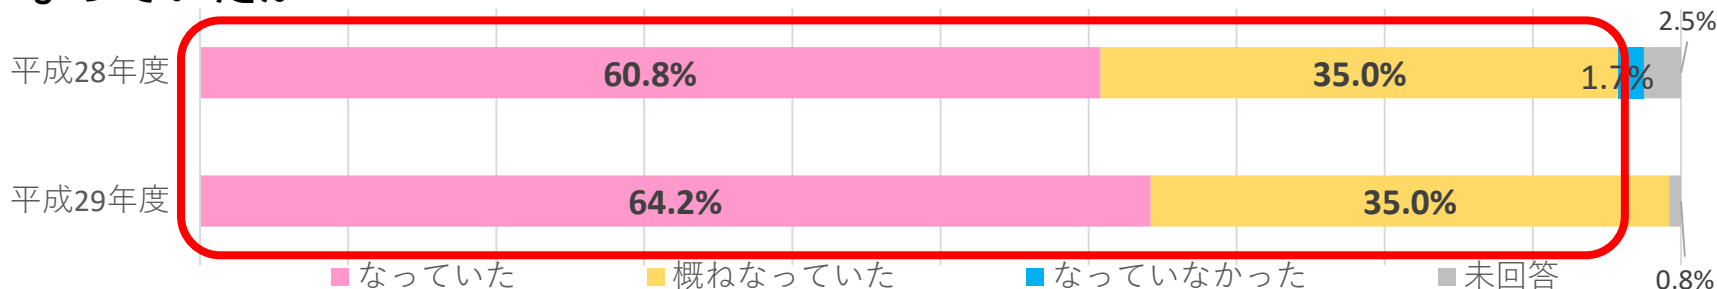 2.5%
平成28年度 60.8% 35.0% 1.7%
平成29年度 64.2% 35.0%
なっていた 概ねなっていた なっていなかった 未回答 0.8%